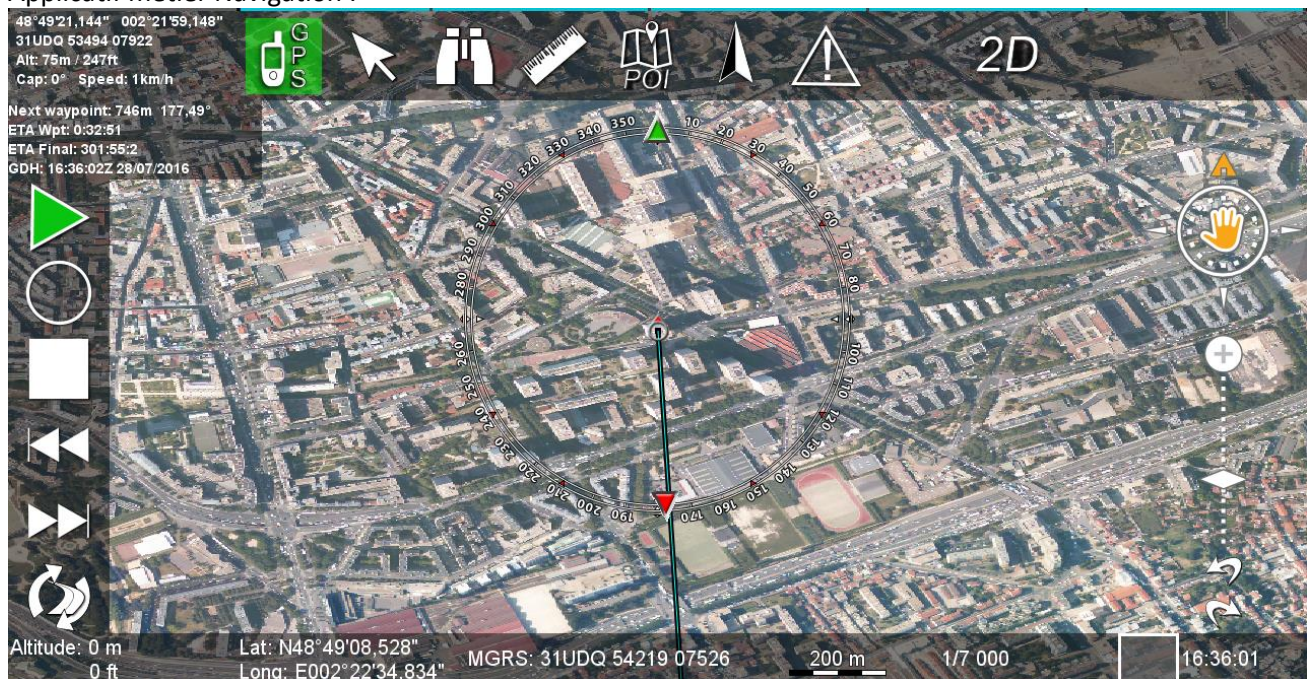 Applicatif métier Navigation :
48°49'21,144" 002°21'59,148"
31UDQ 53494 07922
Alt: 75m / 247ft
Cap: 0° Speed: 1km/h
Next waypoint: 746m 177,49°
ETA Wpt: 0:32:51
ETA Final: 301:55:2
GDH: 16:36:02Z 28/07/2016
GPS
POI
2D
350
10
340
20
330
30
320
40
310
50
300
60
290
70
280
80
260
100
250
110
240
120
230
130
220
140
210
150
200
160
190
170
Altitude: 0 m
0 ft
Lat: N48°49'08,528"
Long: E002°22'34,834"
MGRS: 31UDQ 54219 07526
200 m
1/7 000
16:36:01